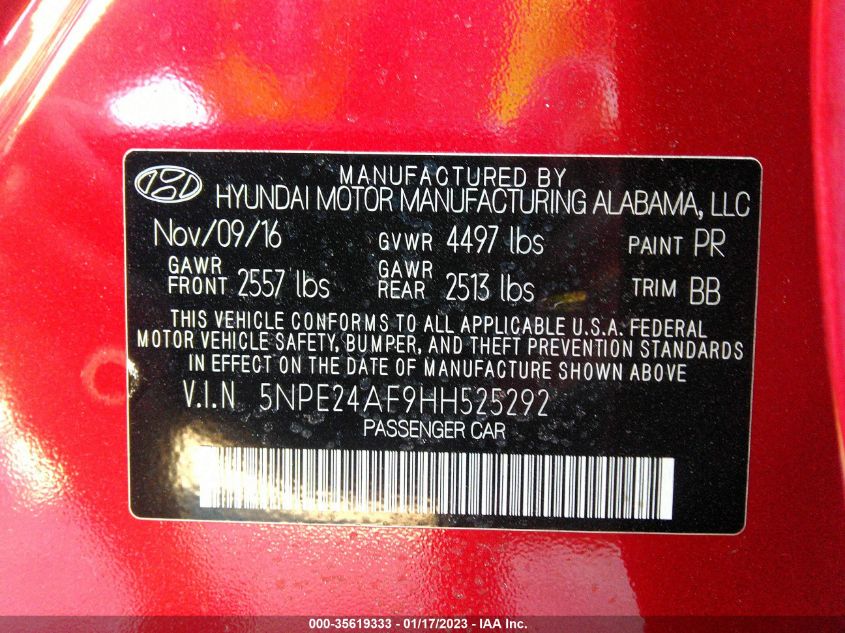 MANUFACTURED BY
HYUNDAI MOTOR MANUFACTURING ALABAMA, LLC
Nov/09/16 GVWR 4497 lbs PAINT PR
GAWR FRONT 2557 lbs GAWR REAR 2513 lbs TRIM BB
THIS VEHICLE CONFORMS TO ALL APPLICABLE U.S.A. FEDERAL
MOTOR VEHICLE SAFETY, BUMPER, AND THEFT PREVENTION STANDARDS
IN EFFECT ON THE DATE OF MANUFACTURE SHOWN ABOVE
V.I.N 5NPE24AF9HH525292
PASSENGER CAR
000-35619333 - 01/17/2023 - IAA Inc.